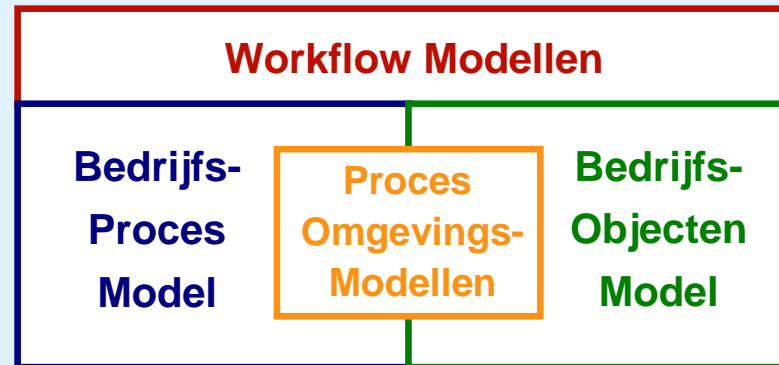 Workflow Modellen
Bedrijfs-
Proces
Model
Proces
Omgevings-
Modellen
Bedrijfs-
Objecten
Model